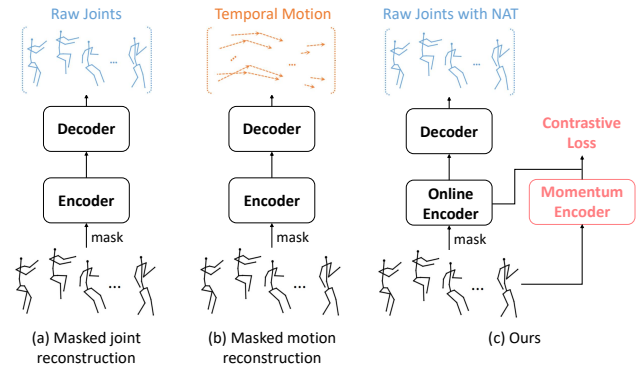 Raw Joints
Temporal Motion
Raw Joints with NAT
...
...
...
Decoder
Decoder
Decoder
Contrastive
Loss
Encoder
Encoder
Online
Encoder
Momentum
Encoder
mask
mask
mask
...
...
...
(a) Masked joint
reconstruction
(b) Masked motion
reconstruction
(c) Ours